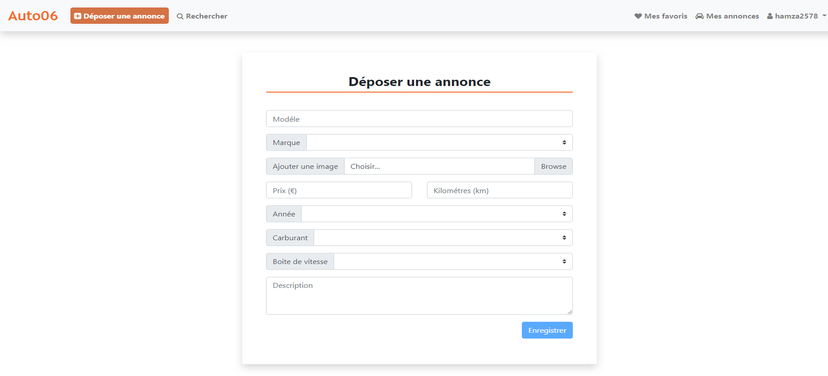 Auto06 Déposer une annonce Rechercher Mes favoris Mes annonces hamza2578
Déposer une annonce
Modéle
Marque
Ajouter une image Choisir... Browse
Prix (€) Kilométres (km)
Année
Carburant
Boite de vitesse
Description
Enregistrer